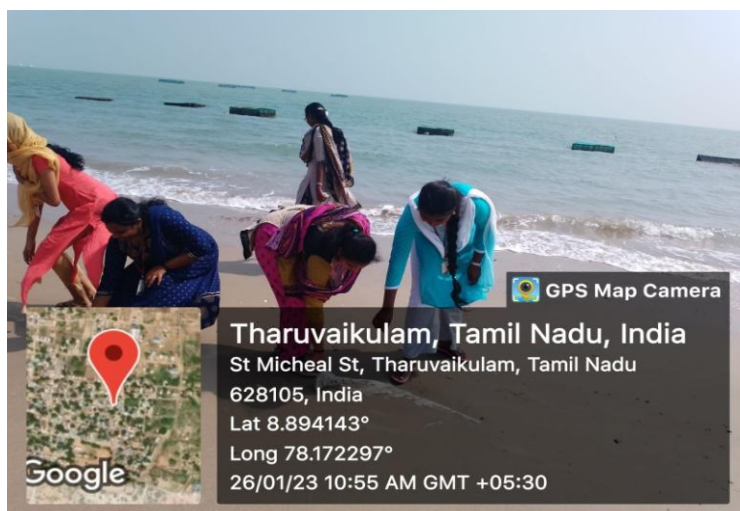 GPS Map Camera
Tharuvaikulam, Tamil Nadu, India
St Micheal St, Tharuvaikulam, Tamil Nadu
628105, India
Lat 8.894143°
Long 78.172297°
26/01/23 10:55 AM GMT +05:30
Google